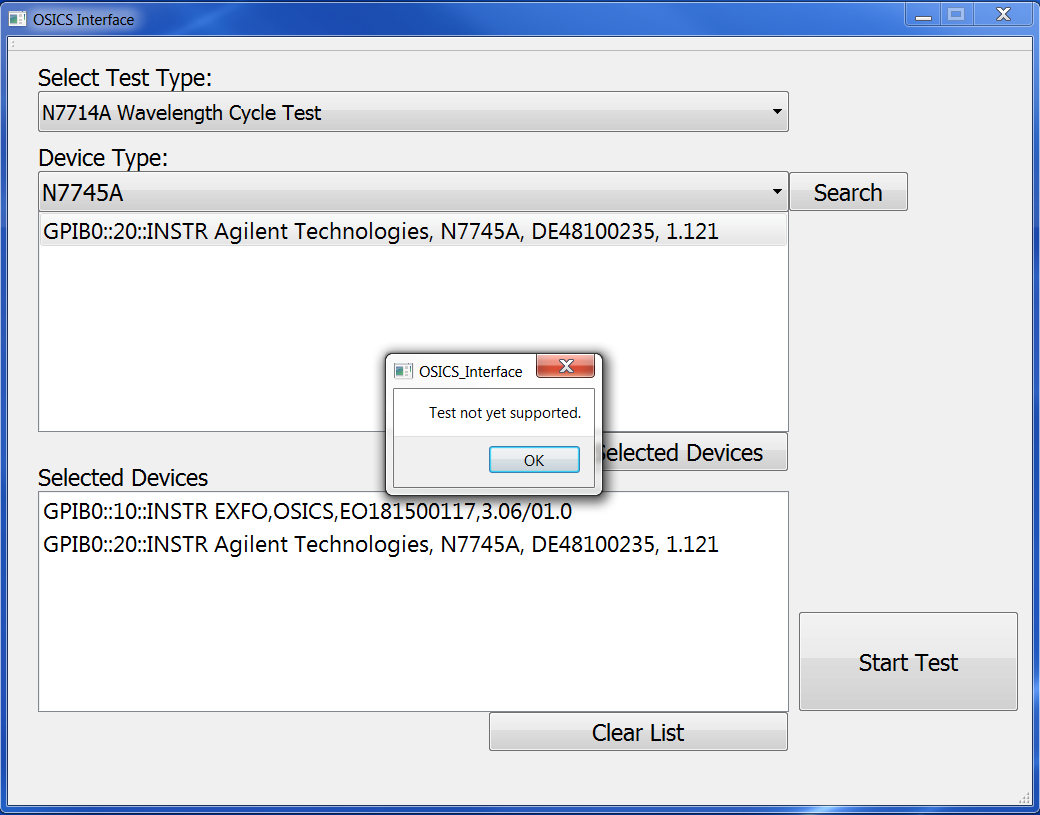 OSICS Interface
Select Test Type:
N7714A Wavelength Cycle Test
Device Type:
N7745A
Search
GPIB0::20::INSTR Agilent Technologies, N7745A, DE48100235, 1.121
OSICS_Interface
Test not yet supported.
OK
Selected Devices
Selected Devices
GPIB0::10::INSTR EXFO,OSICS,EO181500117,3.06/01.0
GPIB0::20::INSTR Agilent Technologies, N7745A, DE48100235, 1.121
Start Test
Clear List